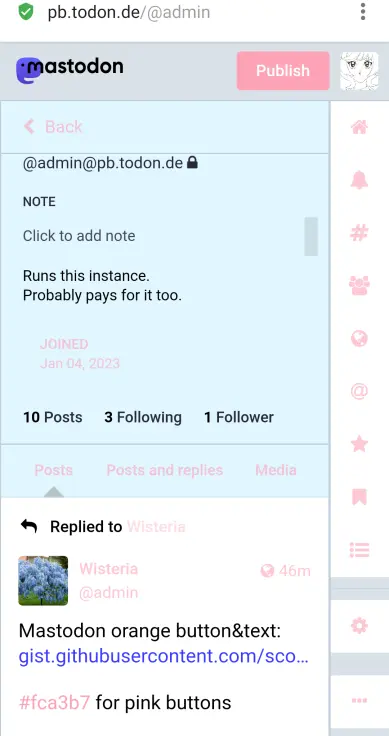 pb.todon.de/@admin
mastodon
Publish
Back
@admin@pb.todon.de
NOTE
Click to add note
Runs this instance.
Probably pays for it too.
JOINED
Jan 04, 2023
10 Posts 3 Following 1 Follower
Posts Posts and replies Media
Replied to Wisteria
Wisteria 46m
@admin
Mastodon orange button&text:
gist.githubusercontent.com/sco...
#fca3b7 for pink buttons